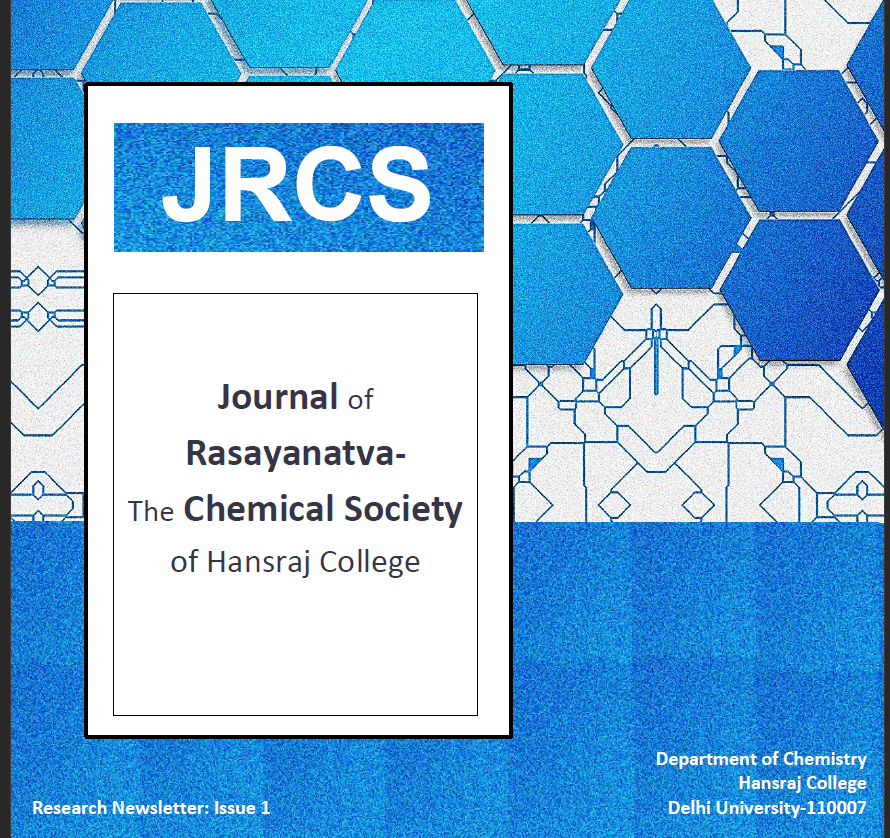 JRCS
Journal of
Rasayanatva-
The Chemical Society
of Hansraj College
Department of Chemistry
Hansraj College
Research Newsletter: Issue 1
Delhi University-110007